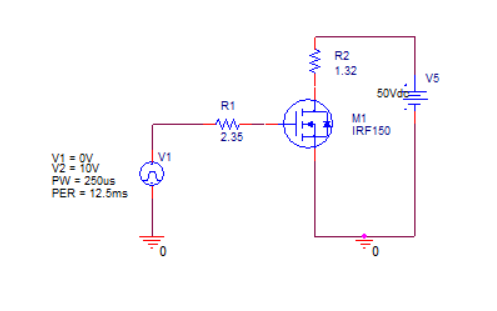 R2
1.32
V5
50Vdc
R1
2.35
M1
IRF150
V1
V1 = 0V
V2 = 10V
PW = 250us
PER = 12.5ms
0
0